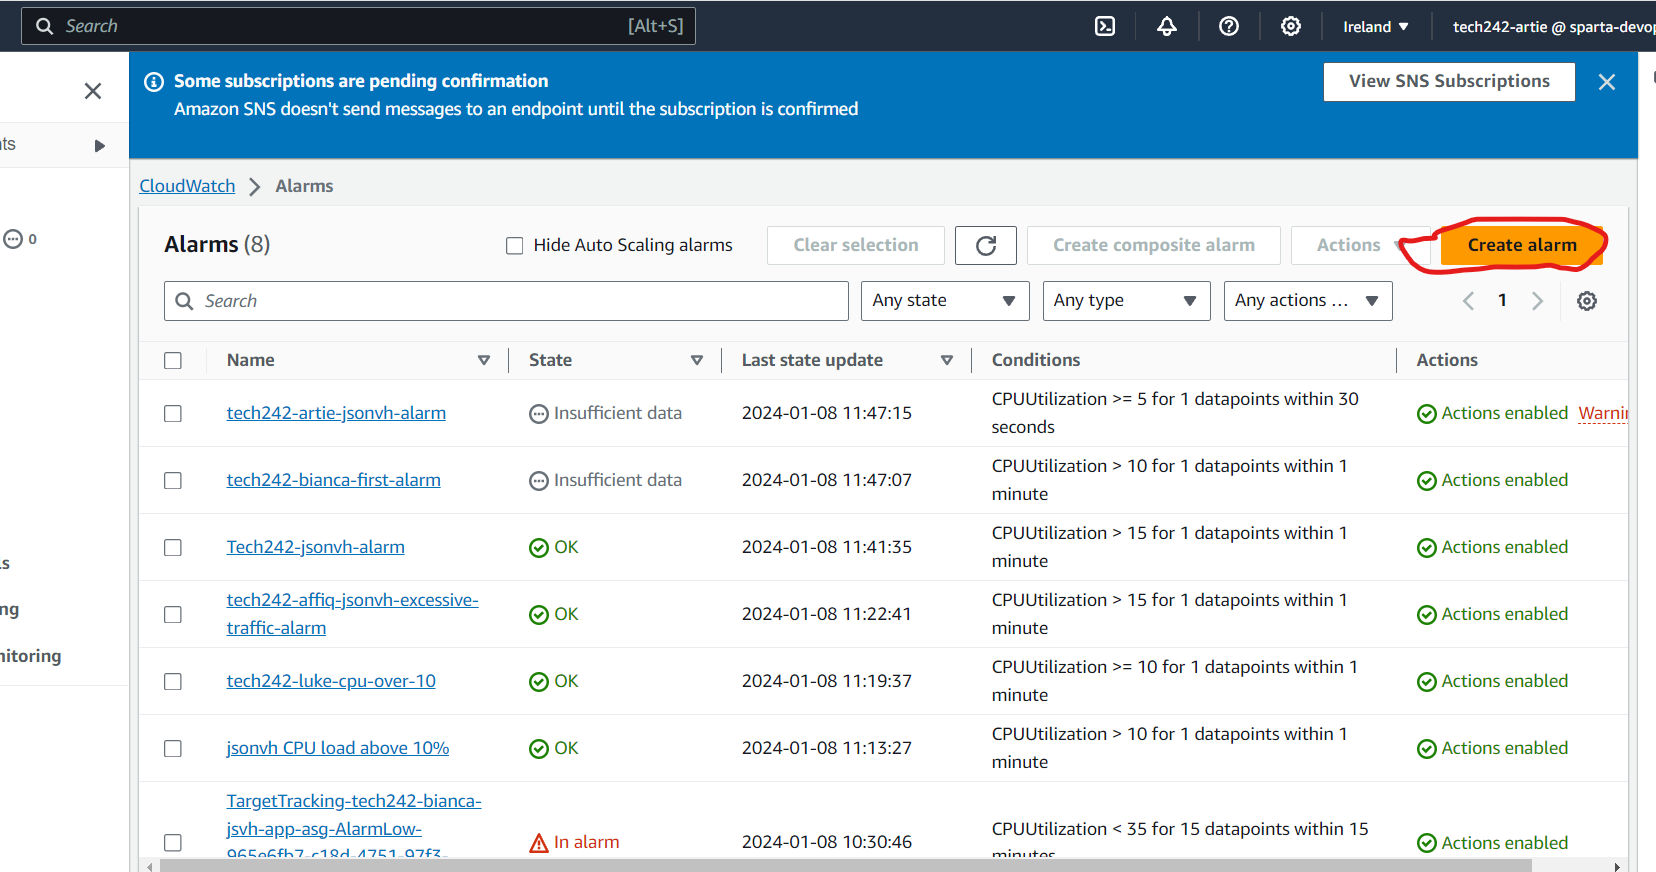 Search [Alt+S] Ireland tech242-artie @ sparta-devop
Some subscriptions are pending confirmation
Amazon SNS doesn't send messages to an endpoint until the subscription is confirmed
View SNS Subscriptions
nts
0
ls
ng
nitoring
CloudWatch Alarms
Alarms (8) Hide Auto Scaling alarms Clear selection Create composite alarm Actions Create alarm
Search Any state Any type Any actions ... 1
Name State Last state update Conditions Actions
tech242-artie-jsonvh-alarm Insufficient data 2024-01-08 11:47:15 CPUUtilization >= 5 for 1 datapoints within 30
seconds Actions enabled Warnin
tech242-bianca-first-alarm Insufficient data 2024-01-08 11:47:07 CPUUtilization > 10 for 1 datapoints within 1
minute Actions enabled
Tech242-jsonvh-alarm OK 2024-01-08 11:41:35 CPUUtilization > 15 for 1 datapoints within 1
minute Actions enabled
tech242-affiq-jsonvh-excessive-
traffic-alarm OK 2024-01-08 11:22:41 CPUUtilization > 15 for 1 datapoints within 1
minute Actions enabled
tech242-luke-cpu-over-10 OK 2024-01-08 11:19:37 CPUUtilization >= 10 for 1 datapoints within 1
minute Actions enabled
jsonvh CPU load above 10% OK 2024-01-08 11:13:27 CPUUtilization > 10 for 1 datapoints within 1
minute Actions enabled
TargetTracking-tech242-bianca-
jsvh-app-asg-AlarmLow-
965e6fb7-c18d-4751-97f3- In alarm 2024-01-08 10:30:46 CPUUtilization < 35 for 15 datapoints within 15
minutes Actions enabled